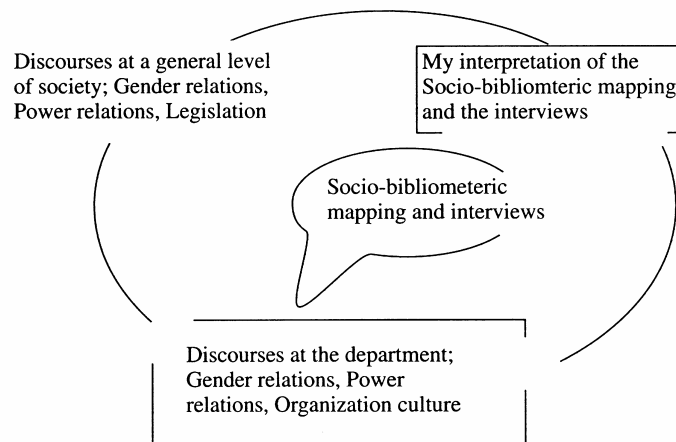 Discourses at a general level
of society; Gender relations,
Power relations, Legislation
My interpretation of the
Socio-bibliomteric mapping
and the interviews
Socio-bibliometeric
mapping and interviews
Discourses at the department;
Gender relations, Power
relations, Organization culture